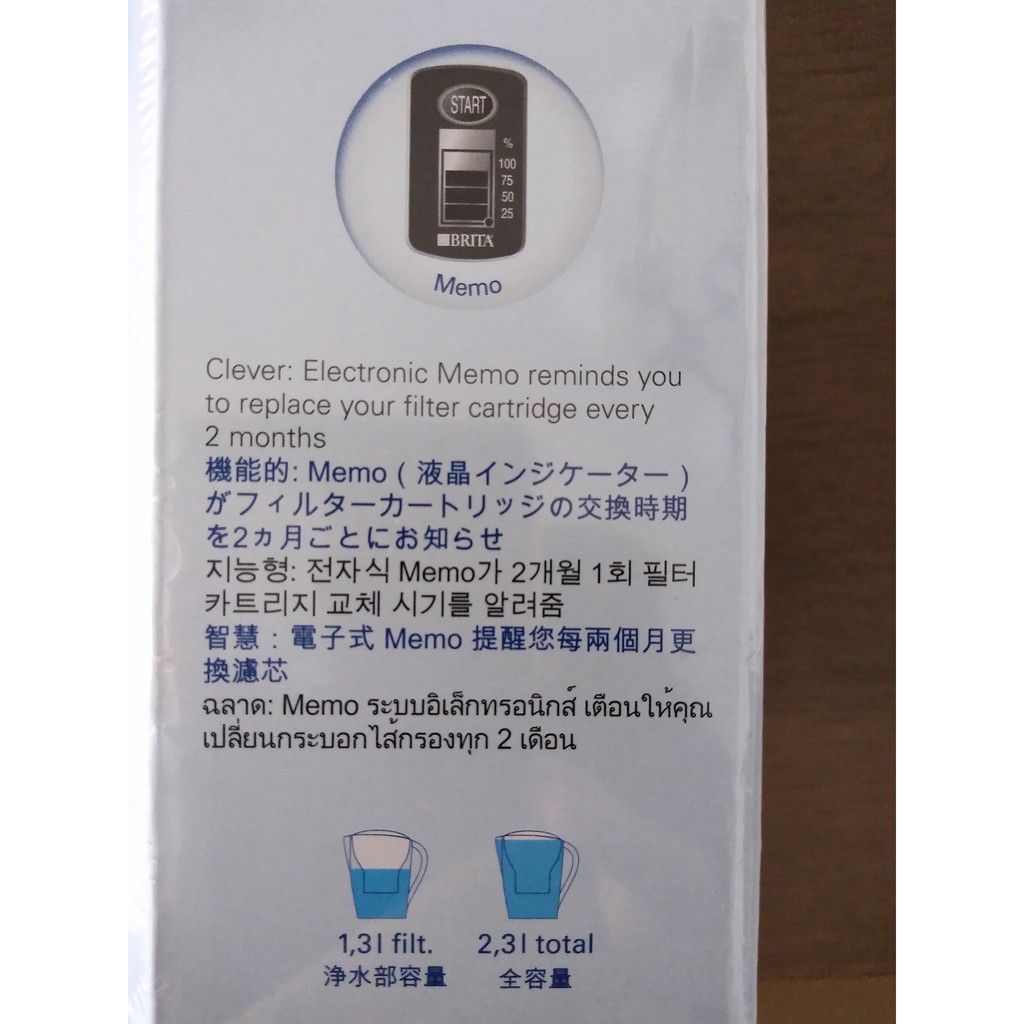 START
%
100
75
50
25
BRITA
Memo
Clever: Electronic Memo reminds you
to replace your filter cartridge every
2 months
機能的: Memo ( 液晶インジケーター )
がフィルターカートリッジの交換時期
を2ヵ月ごとにお知らせ
지능형: 전자식 Memo가 2개월 1회 필터
카트리지 교체 시기를 알려줌
智慧 : 電子式 Memo 提醒您每兩個月更
換濾芯
ฉลาด: Memo ระบบอิเล็กทรอนิกส์ เตือนให้คุณ
เปลี่ยนกระบอกไส้กรองทุก 2 เดือน
1,3l filt. 2,3l total
浄水部容量 全容量